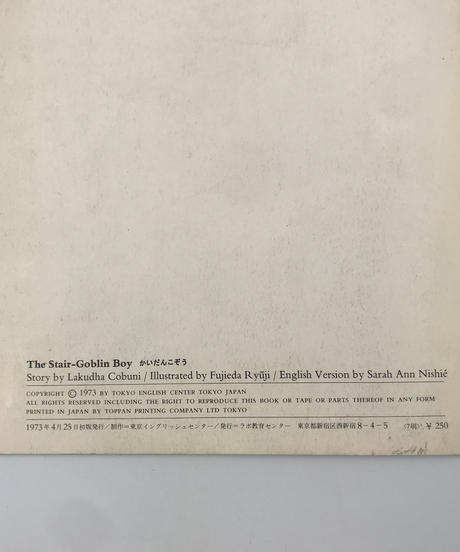 The Stair-Goblin Boy かいだんこぞう
Story by Lakudha Cobuni / Illustrated by Fujieda Ryūji / English Version by Sarah Ann Nishié
COPYRIGHT © 1973 BY TOKYO ENGLISH CENTER TOKYO JAPAN
ALL RIGHTS RESERVED INCLUDING THE RIGHT TO REPRODUCE THIS BOOK OR TAPE OR PARTS THEREOF IN ANY FORM
PRINTED IN JAPAN BY TOPPAN PRINTING COMPANY LTD TOKYO
1973年4月25日初版発行／制作＝東京イングリッシュセンター／発行＝ラボ教育センター 東京都新宿区西新宿8-4-5 ¥250